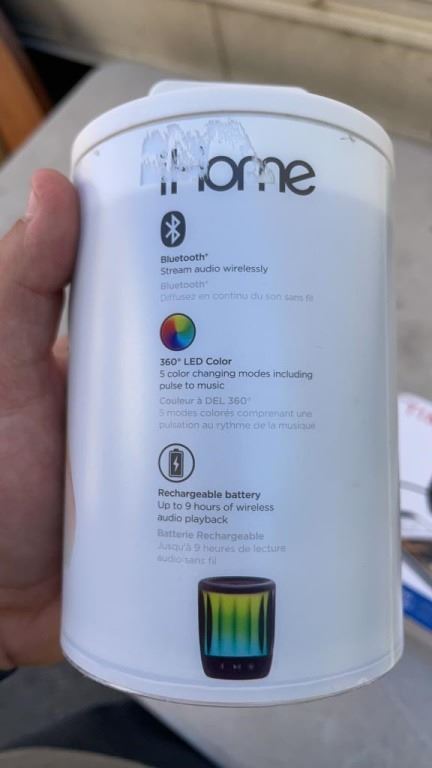 iHome
Bluetooth®
Stream audio wirelessly
Bluetooth®
Diffusez en continu du son sans fil
360° LED Color
5 color changing modes including
pulse to music
Couleur à DEL 360°
5 modes colorés comprenant une
pulsation au rythme de la musique
Rechargeable battery
Up to 9 hours of wireless
audio playback
Batterie Rechargeable
Jusqu'à 9 heures de lecture
audio sans fil